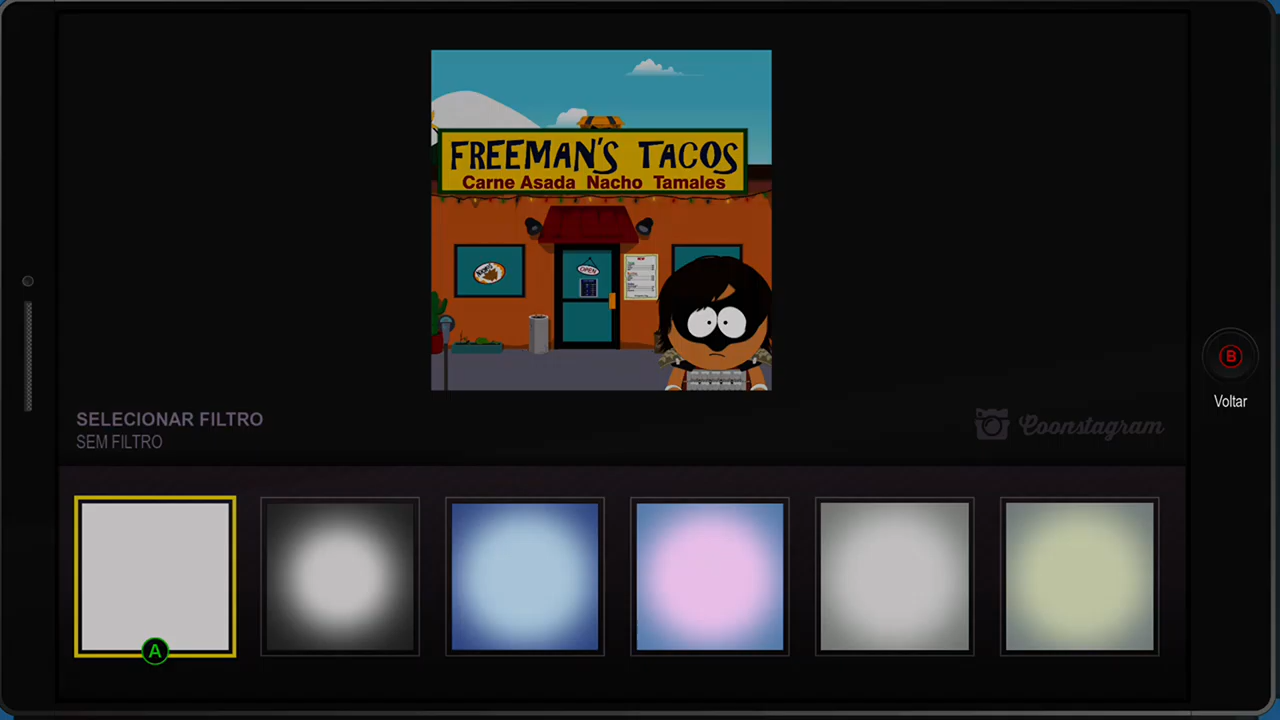 FREEMAN'S TACOS
Carne Asada Nacho Tamales
OPEN
SELECIONAR FILTRO
SEM FILTRO
Coonstagram
B
Voltar
A